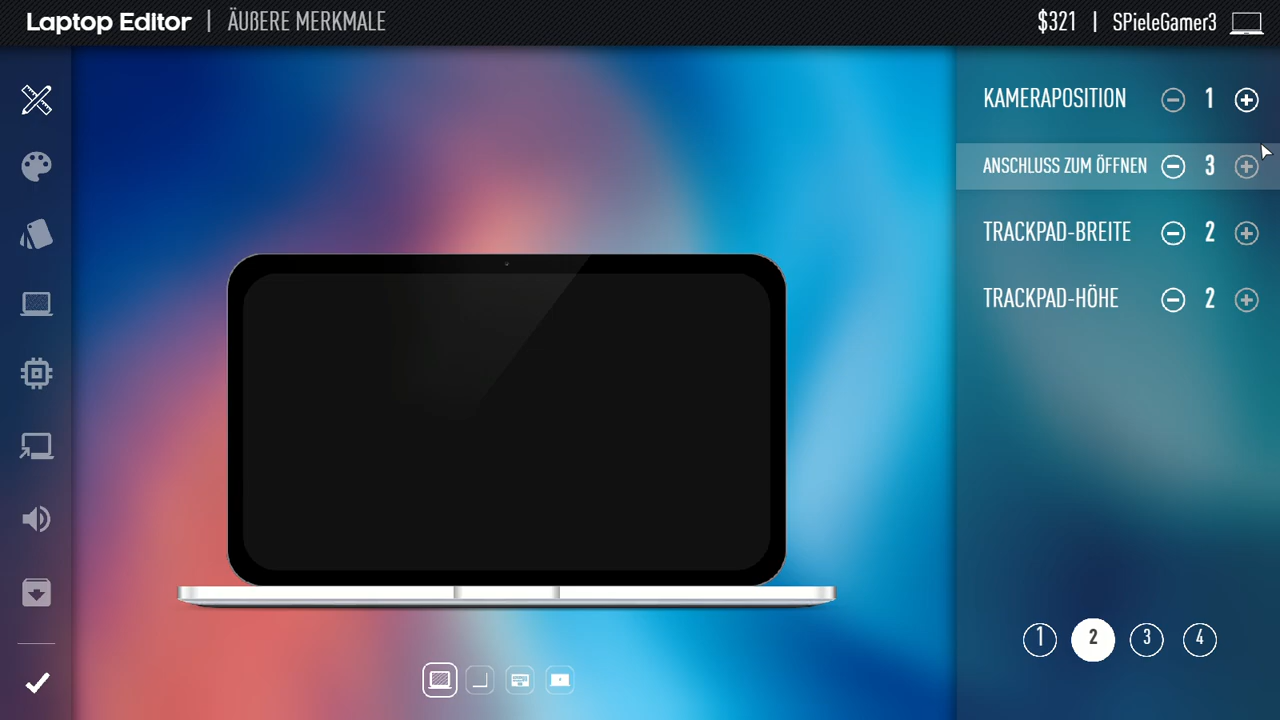 Laptop Editor | ÄUßERE MERKMALE
$321 | SPieleGamer3
KAMERAPOSITION 1
ANSCHLUSS ZUM ÖFFNEN 3
TRACKPAD-BREITE 2
TRACKPAD-HÖHE 2
1 2 3 4